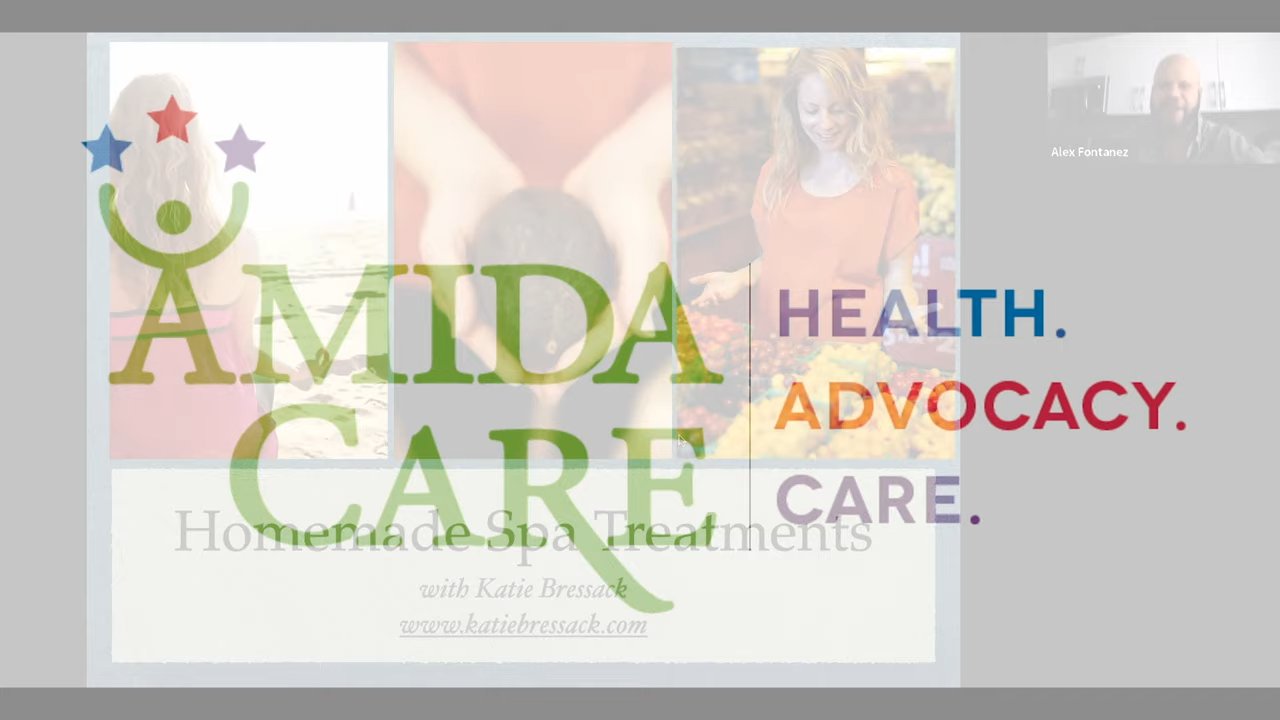 Alex Fontanez
AMIDA
CARE
HEALTH.
ADVOCACY.
CARE.
Homemade Spa Treatments
with Katie Bressack
www.katiebressack.com